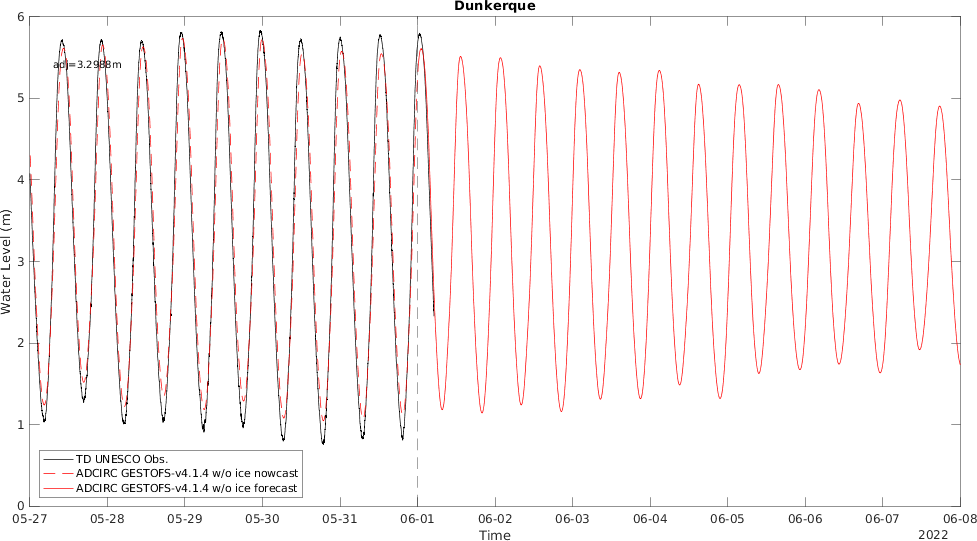 Dunkerque
6
5
4
3
2
1
0
Water Level (m)
adj=3.2988m
TD UNESCO Obs.
ADCIRC GESTOFS-v4.1.4 w/o ice nowcast
ADCIRC GESTOFS-v4.1.4 w/o ice forecast
05-27 05-28 05-29 05-30 05-31 06-01 06-02 06-03 06-04 06-05 06-06 06-07 06-08
Time
2022